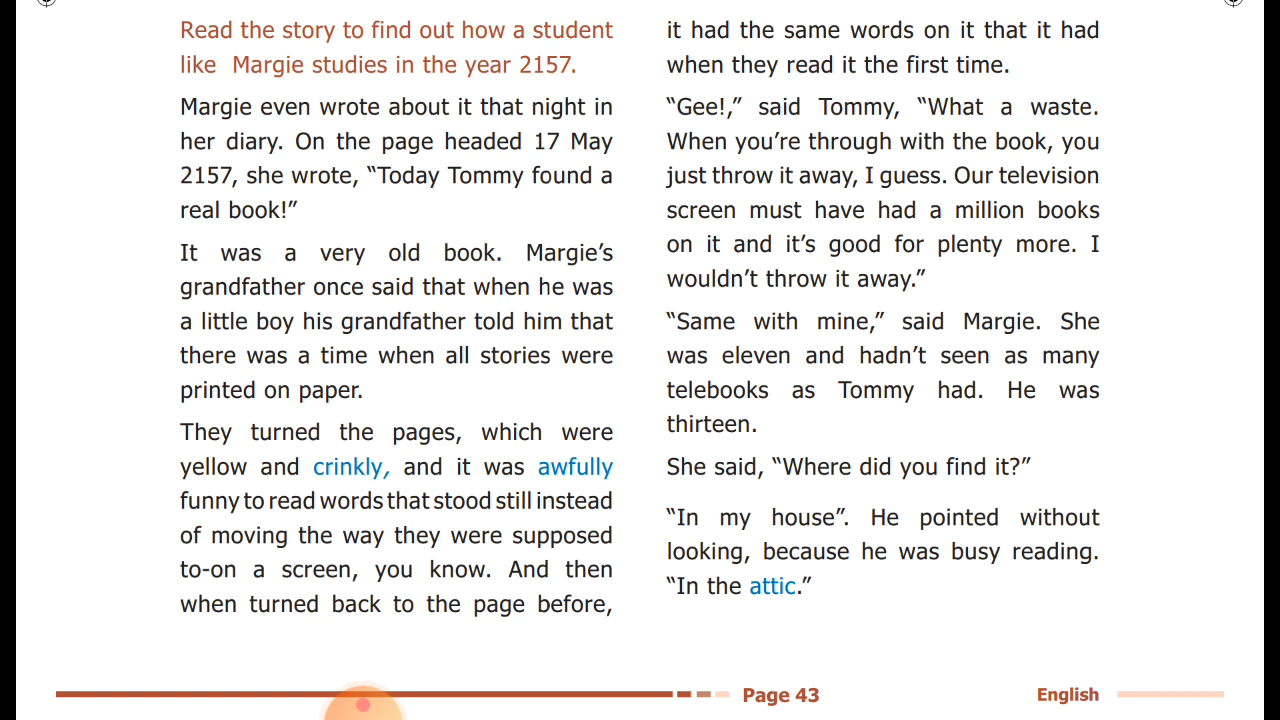 Read the story to find out how a student
like Margie studies in the year 2157.
Margie even wrote about it that night in
her diary. On the page headed 17 May
2157, she wrote, “Today Tommy found a
real book!”
It was a very old book. Margie’s
grandfather once said that when he was
a little boy his grandfather told him that
there was a time when all stories were
printed on paper.
They turned the pages, which were
yellow and crinkly, and it was awfully
funny to read words that stood still instead
of moving the way they were supposed
to-on a screen, you know. And then
when turned back to the page before,
it had the same words on it that it had
when they read it the first time.
“Gee!,” said Tommy, “What a waste.
When you’re through with the book, you
just throw it away, I guess. Our television
screen must have had a million books
on it and it’s good for plenty more. I
wouldn’t throw it away.”
“Same with mine,” said Margie. She
was eleven and hadn’t seen as many
telebooks as Tommy had. He was
thirteen.
She said, “Where did you find it?”
“In my house”. He pointed without
looking, because he was busy reading.
“In the attic.”
Page 43
English